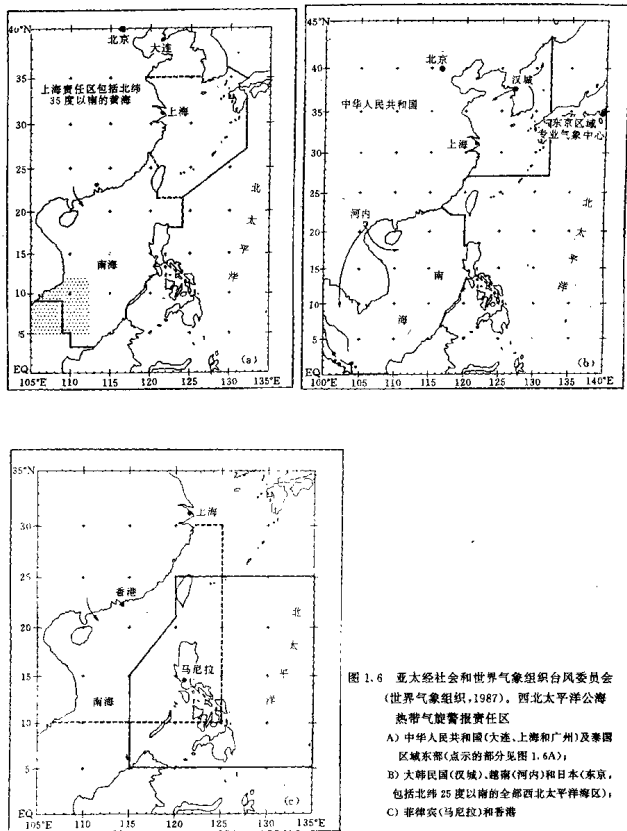 40°N
北京
大连
35
上海责任区包括北纬
35度以南的黄海
上海
30
25
20
南海
15
10
5
EQ
北
太
平
洋
(a)
105°E 110 115 120 125 130 135°E
45°N
40
北京
汉城
中华人民共和国
35
东京区域
专业气象中心
上海
30
25
河内
20
15
10
5
EQ
南
海
北
太
平
洋
(b)
100°E 105 110 115 120 125 130 135 140°E
35°N
上海
30
25
香港
20
马尼拉
15
南海
10
5
EQ
北
太
平
洋
(c)
105°E 110 115 120 125 130 135°E
图 1.6 亚太经社会和世界气象组织台风委员会
(世界气象组织,1987)。西北太平洋公海
热带气旋警报责任区
A) 中华人民共和国(大连、上海和广州)及泰国
区域东部(点示的部分见图 1.6A);
B) 大韩民国(汉城)、越南(河内)和日本(东京,
包括北纬 25 度以南的全部西北太平洋海区);
C) 菲律宾(马尼拉)和香港